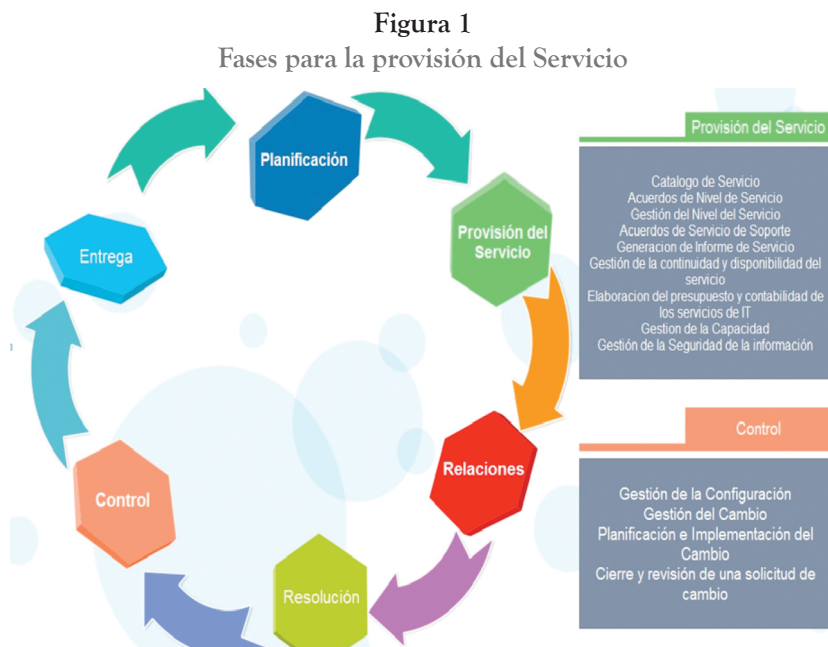 Figura 1
Fases para la provisión del Servicio
Planificación
Provisión del
Servicio
Relaciones
Resolución
Control
Entrega
Provisión del Servicio
Catalogo de Servicio
Acuerdos de Nivel de Servicio
Gestión del Nivel del Servicio
Acuerdos de Servicio de Soporte
Generacion de Informe de Servicio
Gestión de la continuidad y disponibilidad del
servicio
Elaboracion del presupuesto y contabilidad de
los servicios de IT
Gestion de la Capacidad
Gestión de la Seguridad de la información
Control
Gestión de la Configuración
Gestión del Cambio
Planificación e Implementación del
Cambio
Cierre y revisión de una solicitud de
cambio